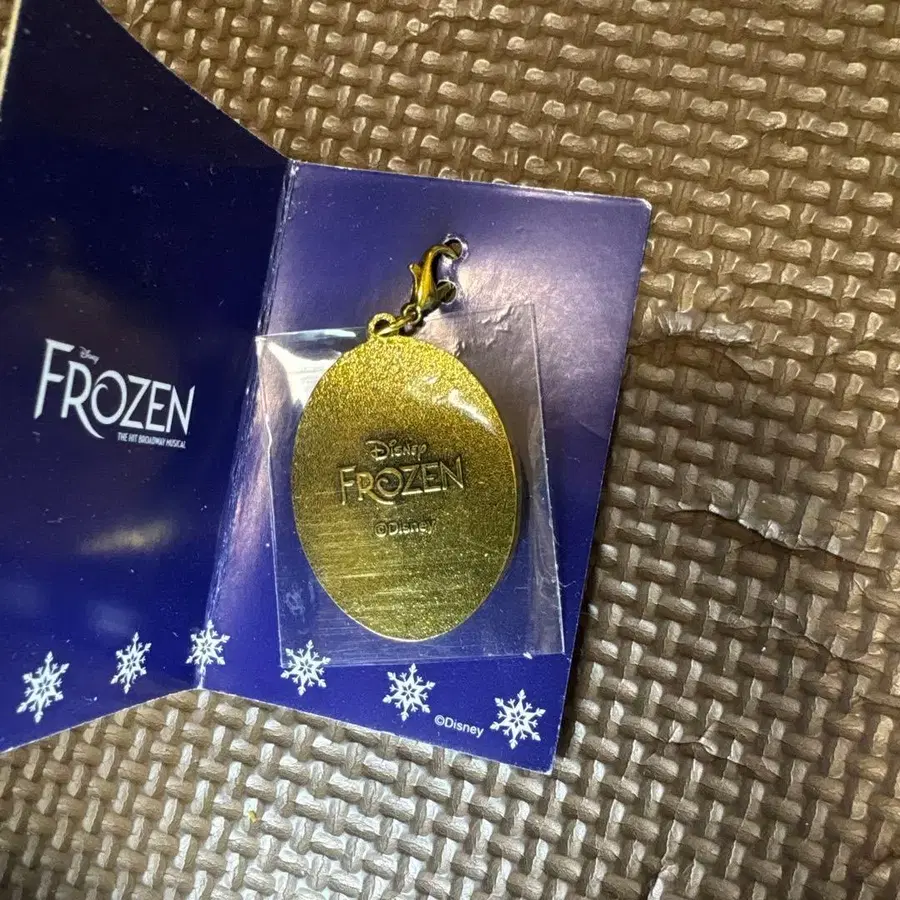 Disney
FROZEN
THE HIT BROADWAY MUSICAL
DISNEY
FROZEN
©Disney
©Disney